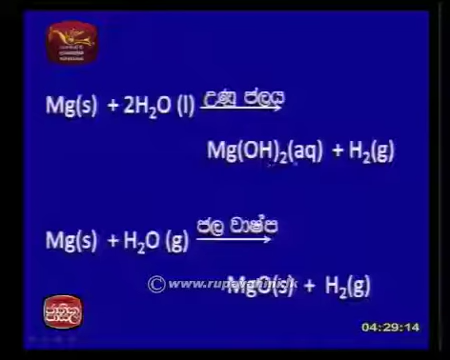 Mg(s) + 2H₂O (l) උණු ජලය
Mg(OH)₂(aq) + H₂(g)
Mg(s) + H₂O (g) ජල වාෂ්ප
© www.rupavahini.lk
MgO(s) + H₂(g)
04:29:14